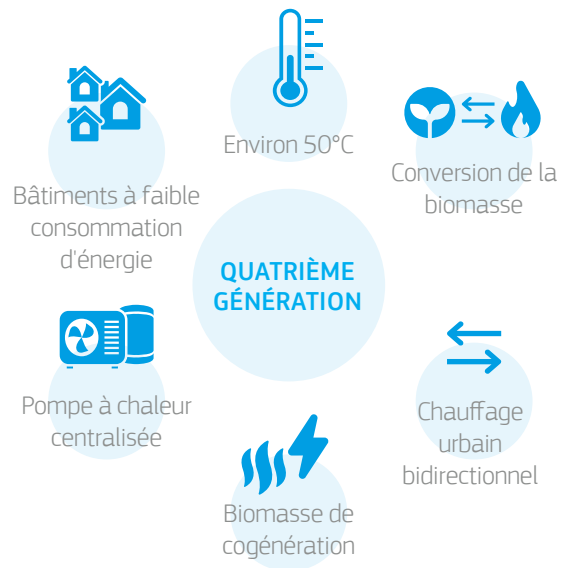 Environ 50°C
Conversion de la
biomasse
Bâtiments à faible
consommation
d'énergie
QUATRIÈME
GÉNÉRATION
Pompe à chaleur
centralisée
Chauffage
urbain
bidirectionnel
Biomasse de
cogénération